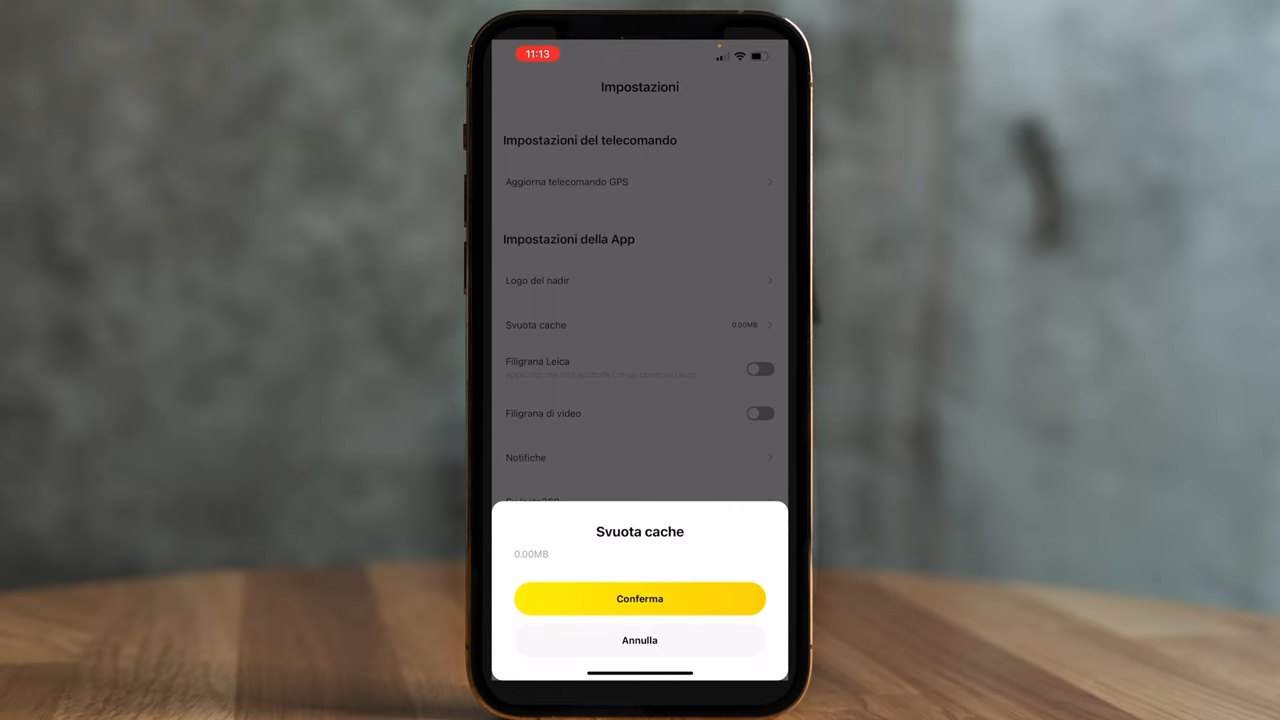 11:13
Impostazioni
Impostazioni del telecomando
Aggiorna telecomando GPS
Impostazioni della App
Logo del nadir
Svuota cache 0.00MB
Filigrana Leica
Filigrana di video
Notifiche
Svuota cache
0.00MB
Conferma
Annulla